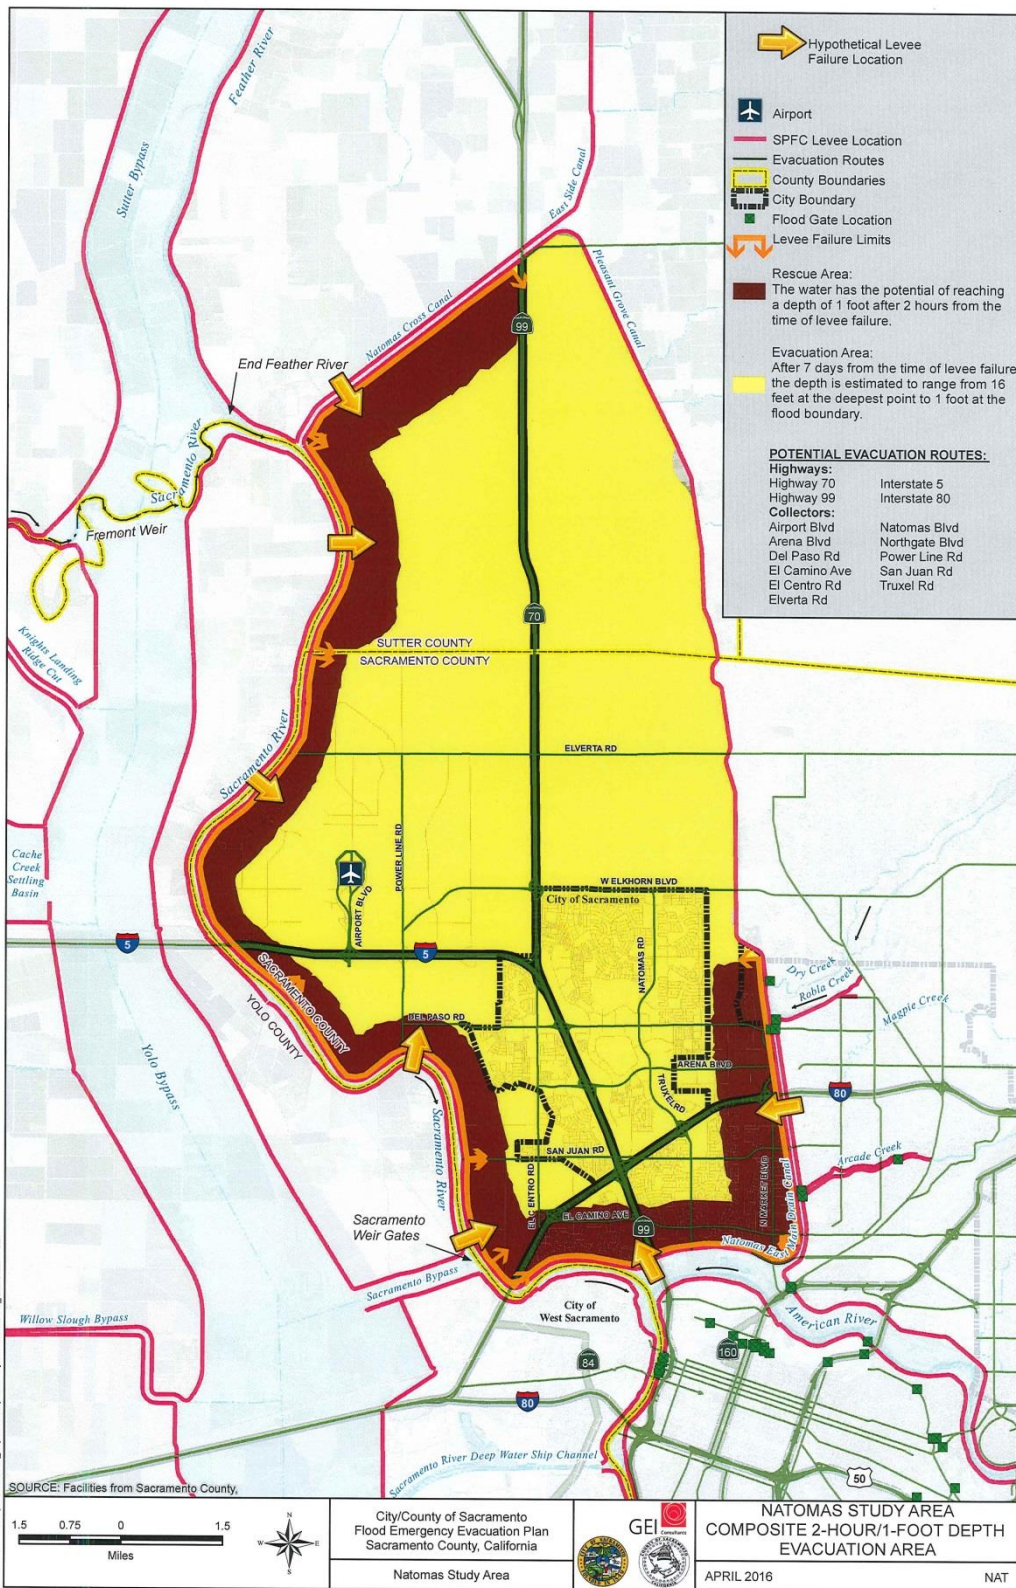 Hypothetical Levee
Failure Location
Airport
SPFC Levee Location
Evacuation Routes
County Boundaries
City Boundary
Flood Gate Location
Levee Failure Limits
Rescue Area:
The water has the potential of reaching
a depth of 1 foot after 2 hours from the
time of levee failure.
Evacuation Area:
After 7 days from the time of levee failure
the depth is estimated to range from 16
feet at the deepest point to 1 foot at the
flood boundary.
POTENTIAL EVACUATION ROUTES:
Highways:
Highway 70 Interstate 5
Highway 99 Interstate 80
Collectors:
Airport Blvd Natomas Blvd
Arena Blvd Northgate Blvd
Del Paso Rd Power Line Rd
El Camino Ave San Juan Rd
El Centro Rd Truxel Rd
Elverta Rd
Feather River
Sutter Bypass
East Side Canal
Pleasant Grove Canal
Natomas Cross Canal
99
End Feather River
Sacramento River
Fremont Weir
Knights Landing
Ridge Cut
70
SUTTER COUNTY
SACRAMENTO COUNTY
Sacramento River
ELVERTA RD
Cache
Creek
Settling
Basin
POWER LINE RD
AIRPORT BLVD
W ELKHORN BLVD
City of Sacramento
NATOMAS RD
5
5
SACRAMENTO COUNTY
YOLO COUNTY
Dry Creek
Robla Creek
Magpie Creek
DEL PASO RD
Yolo Bypass
ARENA BLVD
TRUXEL RD
80
Sacramento River
SAN JUAN RD
Arcade Creek
EL C ENTRO RD
N MARKET BLVD
EL CAMINO AVE
99
Natomas East Main Drain Canal
Sacramento
Weir Gates
Sacramento Bypass
City of
West Sacramento
American River
Willow Slough Bypass
84
160
80
Sacramento River Deep Water Ship Channel
50
SOURCE: Facilities from Sacramento County,
1.5 0.75 0 1.5
Miles
N
W E
S
City/County of Sacramento
Flood Emergency Evacuation Plan
Sacramento County, California
Natomas Study Area
GEI Consultants
NATOMAS STUDY AREA
COMPOSITE 2-HOUR/1-FOOT DEPTH
EVACUATION AREA
APRIL 2016 NAT